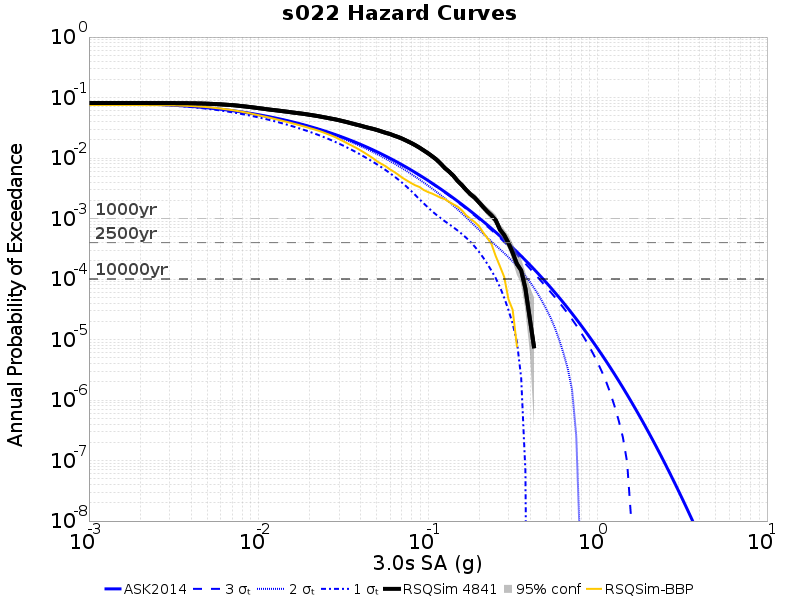 s022 Hazard Curves
Annual Probability of Exceedance
10^0
10^-1
10^-2
10^-3
10^-4
10^-5
10^-6
10^-7
10^-8
1000yr
2500yr
10000yr
10^-3 10^-2 10^-1 10^0 10^1
3.0s SA (g)
ASK2014 3 σₜ 2 σₜ 1 σₜ RSQSim 4841 95% conf RSQSim-BBP